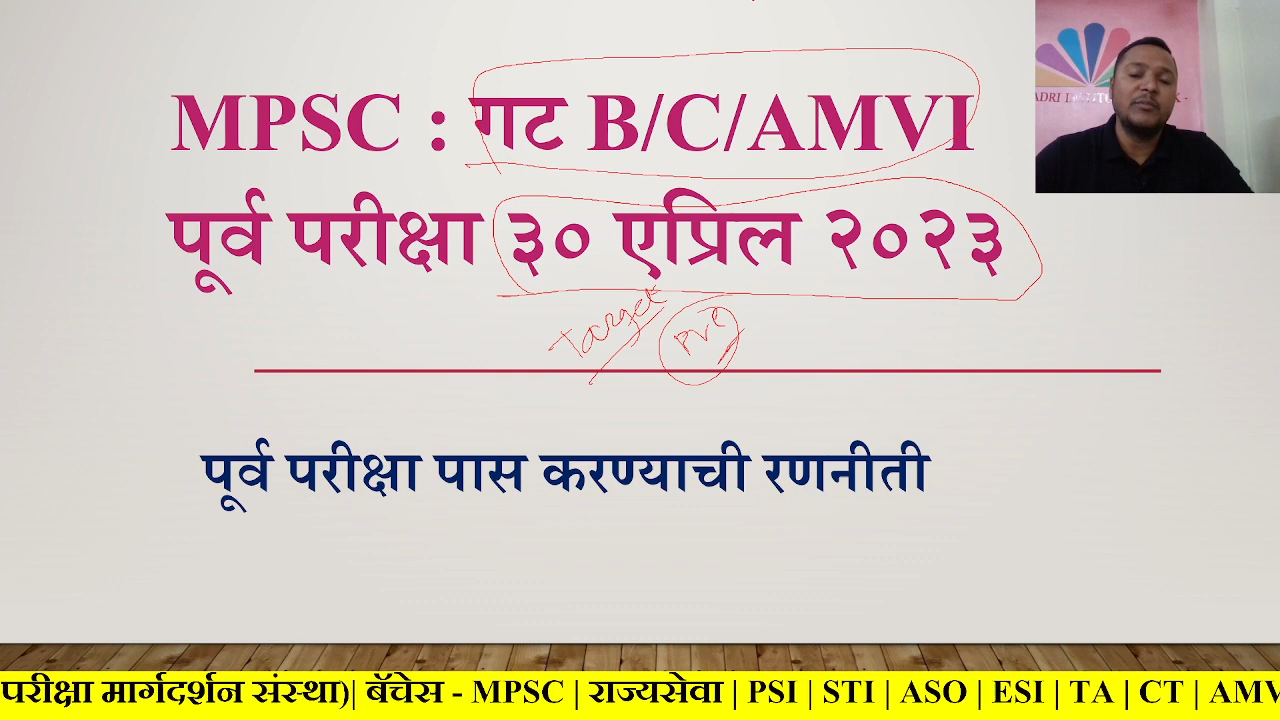 MPSC : गट B/C/AMVI
पूर्व परीक्षा ३० एप्रिल २०२३
Target
Pre
पूर्व परीक्षा पास करण्याची रणनीती
परीक्षा मार्गदर्शन संस्था)| बॅचेस - MPSC | राज्यसेवा | PSI | STI | ASO | ESI | TA | CT | AMV